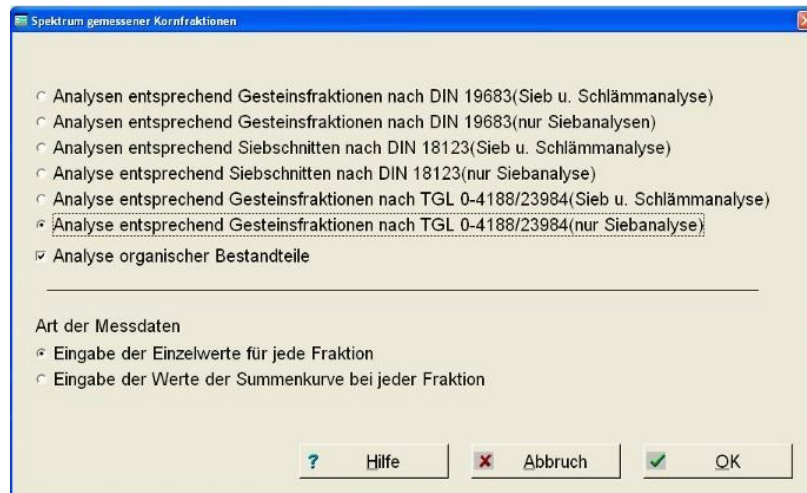 Spektrum gemessener Kornfraktionen
Analysen entsprechend Gesteinsfraktionen nach DIN 19683(Sieb u. Schlämmanalyse)
Analysen entsprechend Gesteinsfraktionen nach DIN 19683(nur Siebanalysen)
Analysen entsprechend Siebschnitten nach DIN 18123(Sieb u. Schlämmanalyse)
Analyse entsprechend Siebschnitten nach DIN 18123(nur Siebanalyse)
Analyse entsprechend Gesteinsfraktionen nach TGL 0-4188/23984(Sieb u. Schlämmanalyse)
Analyse entsprechend Gesteinsfraktionen nach TGL 0-4188/23984(nur Siebanalyse)
Analyse organischer Bestandteile
Art der Messdaten
Eingabe der Einzelwerte für jede Fraktion
Eingabe der Werte der Summenkurve bei jeder Fraktion
? Hilfe Abbruch OK